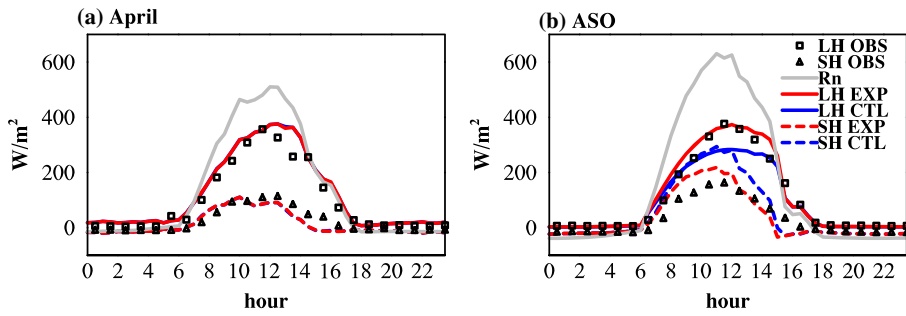 (a) April
W/m²
600
400
200
0
0 2 4 6 8 10 12 14 16 18 20 22
hour
(b) ASO
W/m²
600
400
200
0
0 2 4 6 8 10 12 14 16 18 20 22
hour
LH OBS
SH OBS
Rn
LH EXP
LH CTL
SH EXP
SH CTL